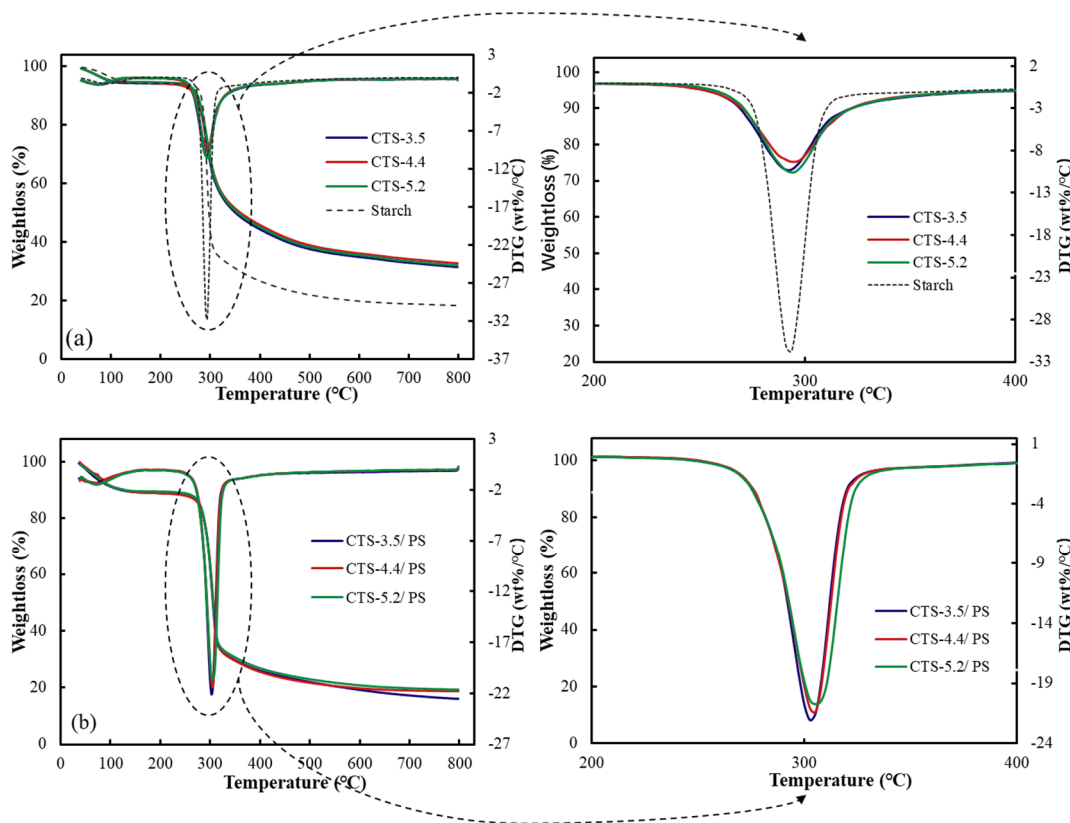 100
80
60
40
20
0
Weightloss (%)
3
-2
-7
-12
-17
-22
-27
-32
-37
DTG (wt%/°C)
CTS-3.5
CTS-4.4
CTS-5.2
Starch
(a)
0 100 200 300 400 500 600 700 800
Temperature (°C)
100
90
80
70
60
50
40
30
20
Weightloss (%)
2
-3
-8
-13
-18
-23
-28
-33
DTG (wt%/°C)
CTS-3.5
CTS-4.4
CTS-5.2
Starch
200 300 400
Temperature (°C)
100
80
60
40
20
0
Weightloss (%)
3
-2
-7
-12
-17
-22
-27
DTG (wt%/°C)
CTS-3.5/ PS
CTS-4.4/ PS
CTS-5.2/ PS
(b)
0 100 200 300 400 500 600 700 800
Temperature (°C)
100
80
60
40
20
0
Weightloss (%)
1
-4
-9
-14
-19
-24
DTG (wt%/°C)
CTS-3.5/ PS
CTS-4.4/ PS
CTS-5.2/ PS
200 300 400
Temperature (°C)